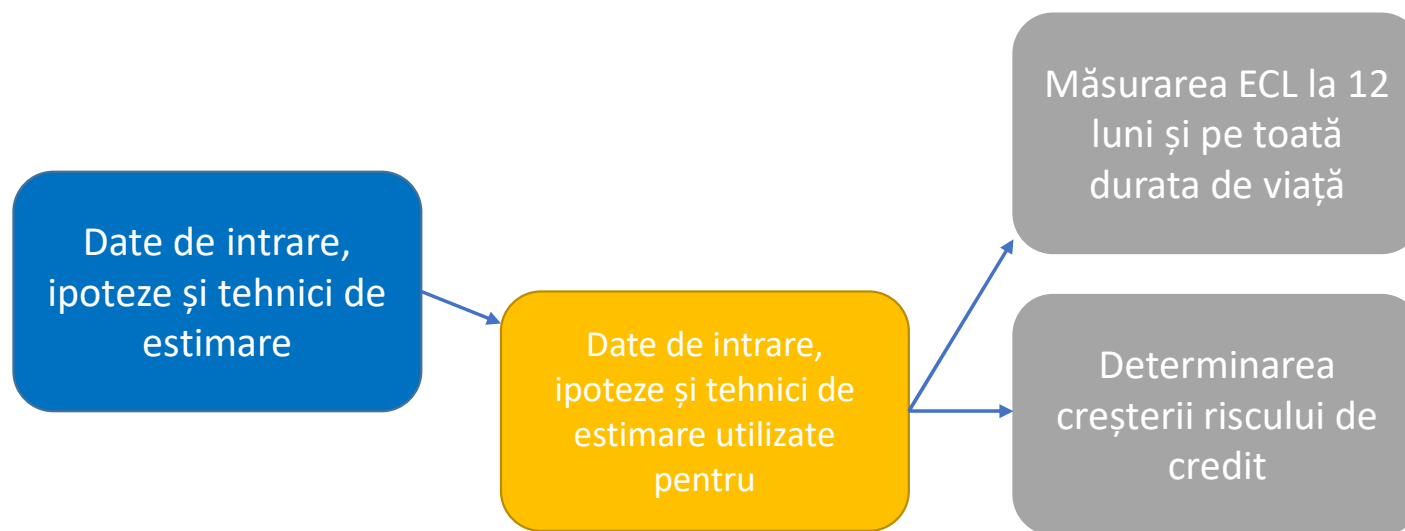 Date de intrare,
ipoteze și tehnici de
estimare
Date de intrare,
ipoteze și tehnici de
estimare utilizate
pentru
Măsurarea ECL la 12
luni și pe toată
durata de viață
Determinarea
creșterii riscului de
credit